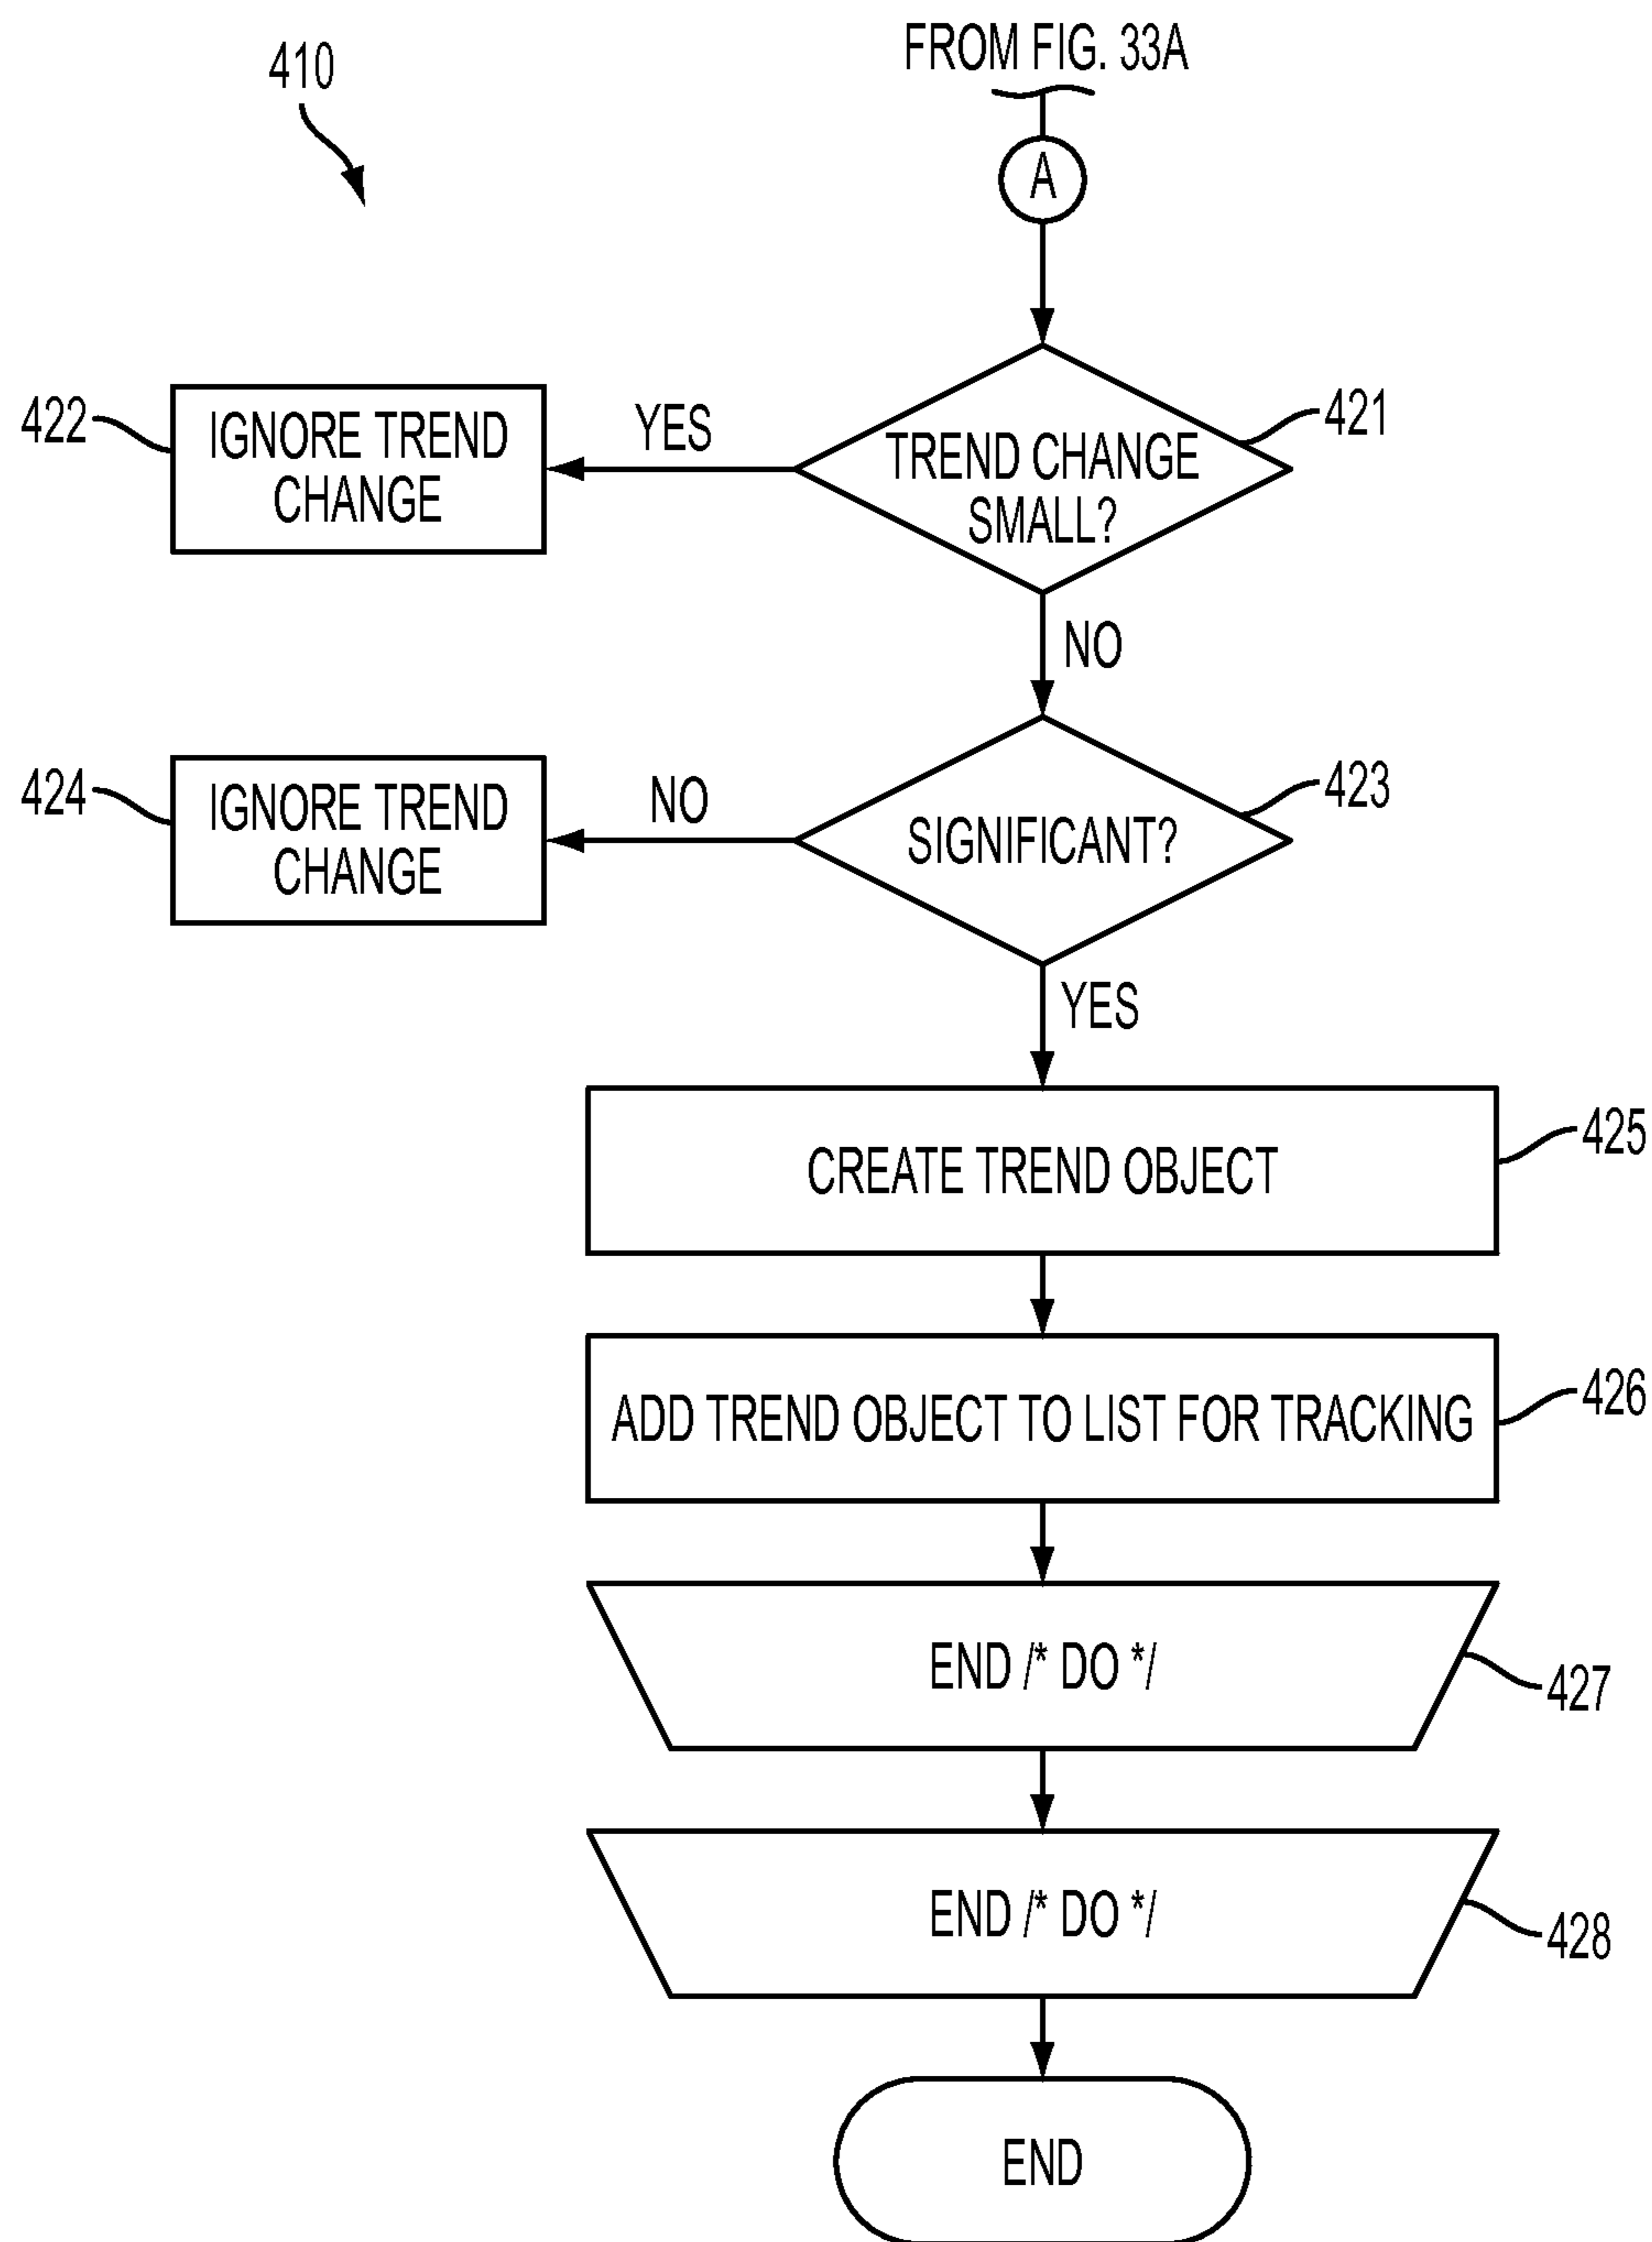 FROM FIG. 33A
410
A
422
IGNORE TREND
CHANGE
YES
TREND CHANGE
SMALL?
421
NO
424
IGNORE TREND
CHANGE
NO
SIGNIFICANT?
423
YES
CREATE TREND OBJECT
425
ADD TREND OBJECT TO LIST FOR TRACKING
426
END /* DO */
427
END /* DO */
428
END